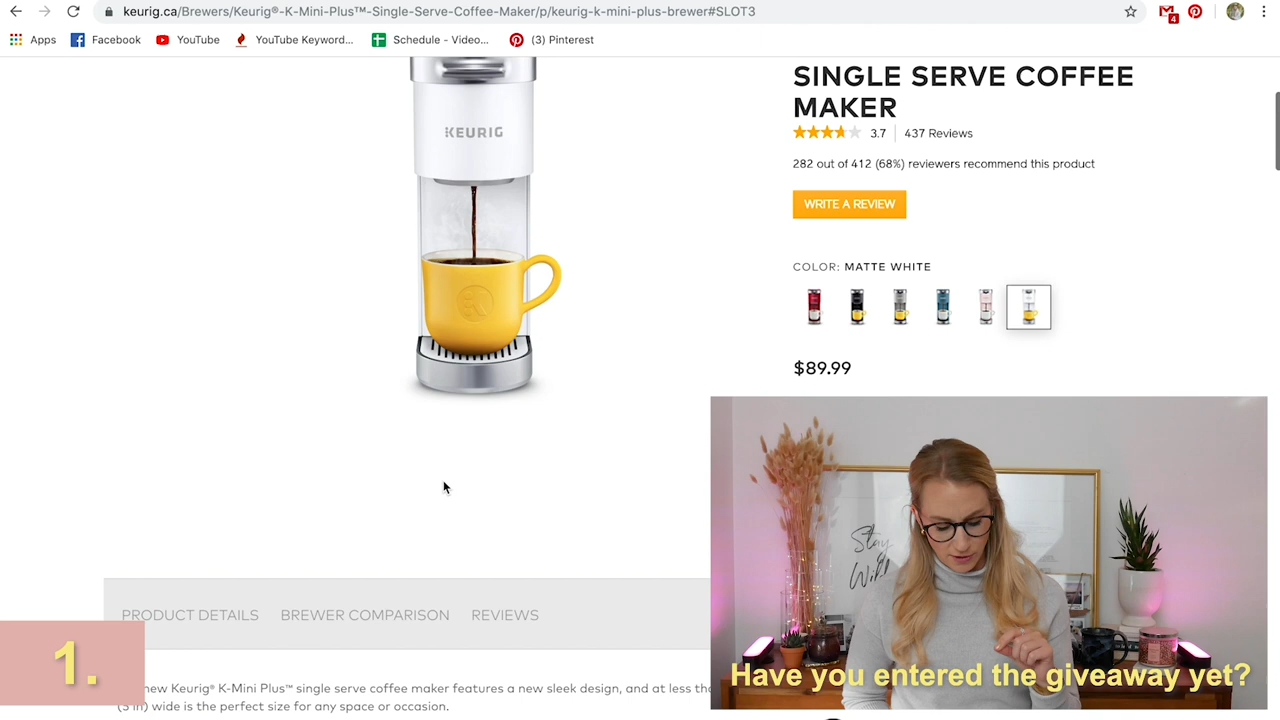 keurig.ca/Brewers/Keurig®-K-Mini-Plus™-Single-Serve-Coffee-Maker/p/keurig-k-mini-plus-brewer#SLOT3
4
Apps Facebook YouTube YouTube Keyword... Schedule - Video... (3) Pinterest
KEURIG
SINGLE SERVE COFFEE
MAKER
3.7 437 Reviews
282 out of 412 (68%) reviewers recommend this product
WRITE A REVIEW
COLOR: MATTE WHITE
$89.99
Stay
Wild
PRODUCT DETAILS BREWER COMPARISON REVIEWS
1.
new Keurig® K-Mini Plus™ single serve coffee maker features a new sleek design, and at less tha
(5 in) wide is the perfect size for any space or occasion.
Have you entered the giveaway yet?